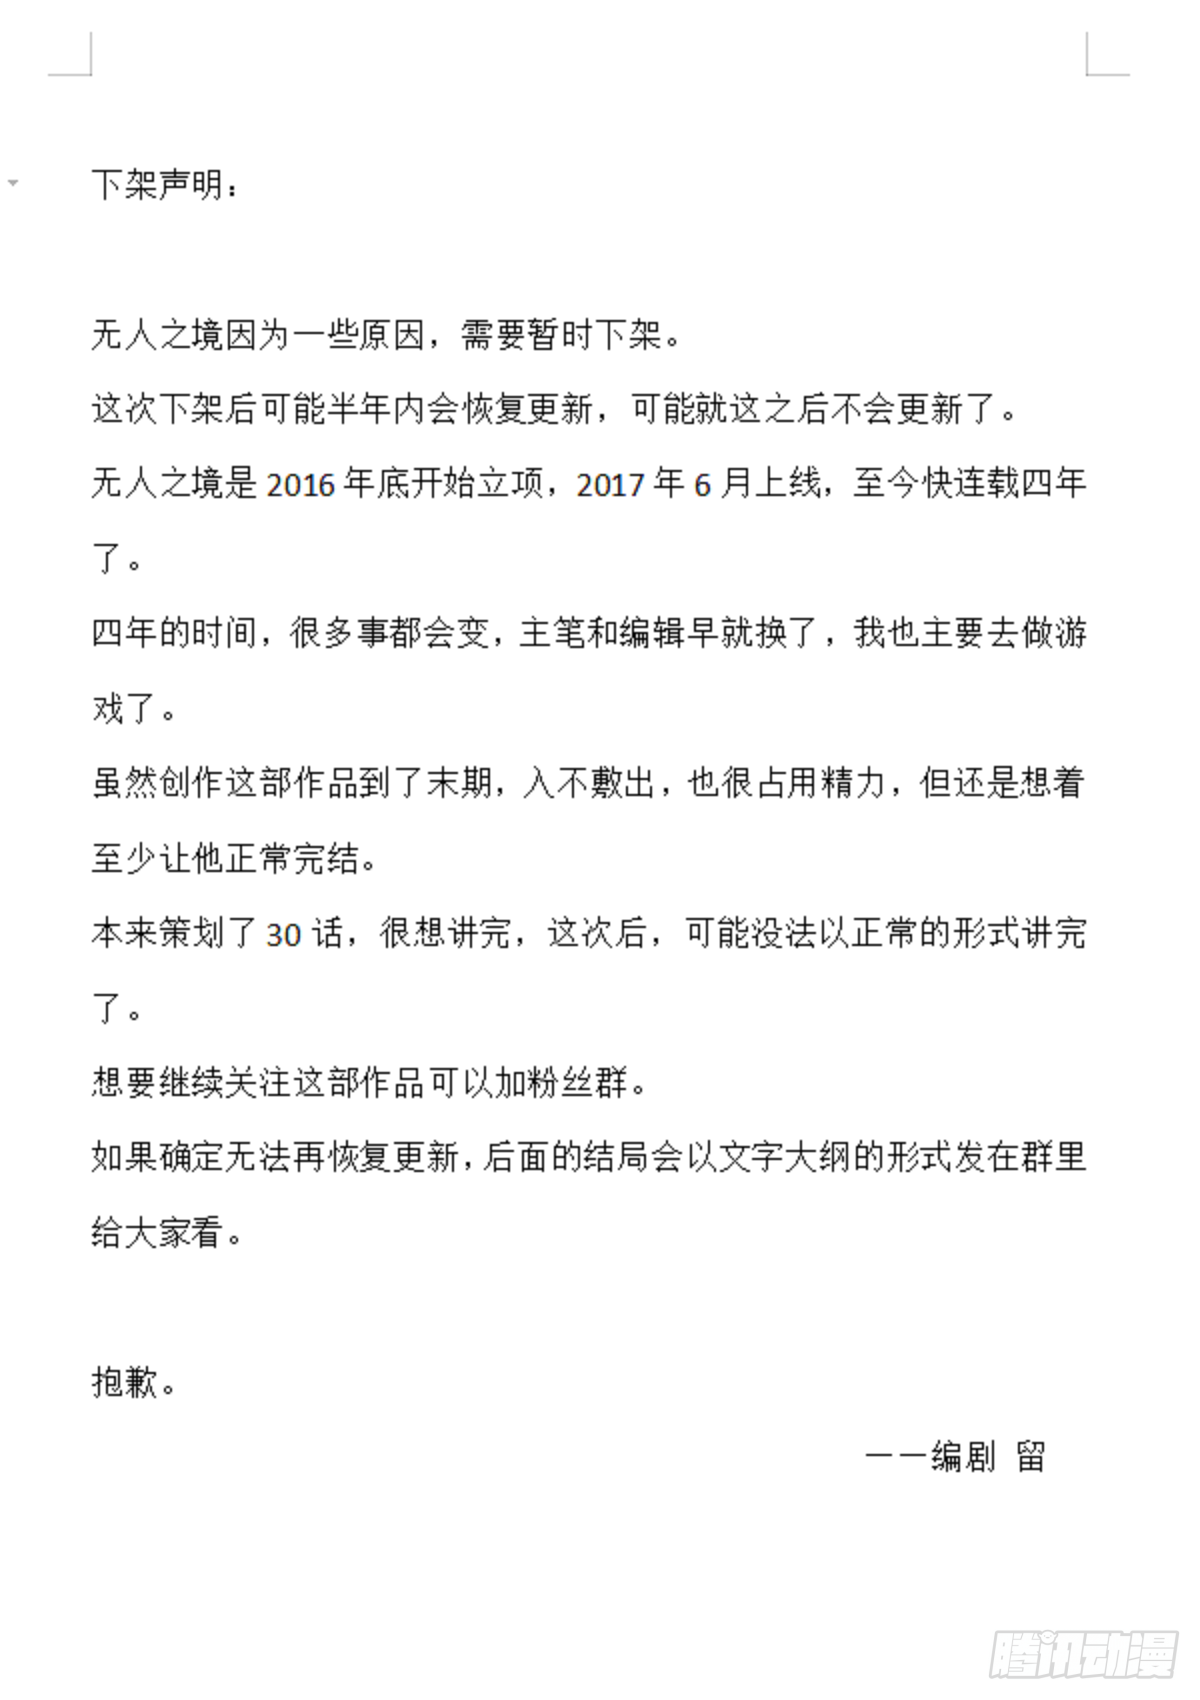 下架声明：
无人之境因为一些原因，需要暂时下架。
这次下架后可能半年内会恢复更新，可能就这之后不会更新了。
无人之境是 2016 年底开始立项，2017 年 6 月上线，至今快连载四年
了。
四年的时间，很多事都会变，主笔和编辑早就换了，我也主要去做游
戏了。
虽然创作这部作品到了末期，入不敷出，也很占用精力，但还是想着
至少让他正常完结。
本来策划了 30 话，很想讲完，这次后，可能没法以正常的形式讲完
了。
想要继续关注这部作品可以加粉丝群。
如果确定无法再恢复更新，后面的结局会以文字大纲的形式发在群里
给大家看。
抱歉。
——编剧 留
腾讯动漫